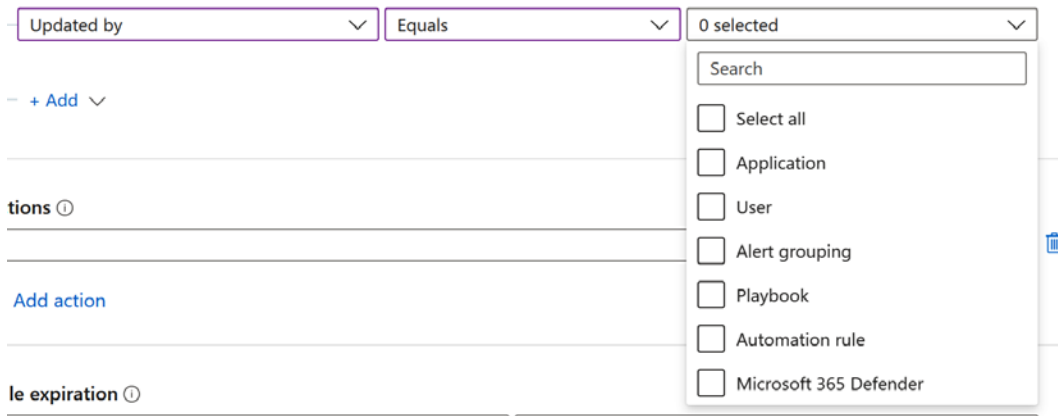 Updated by
Equals
0 selected
Search
+ Add
Select all
Application
User
tions
Alert grouping
Add action
Playbook
Automation rule
Microsoft 365 Defender
le expiration